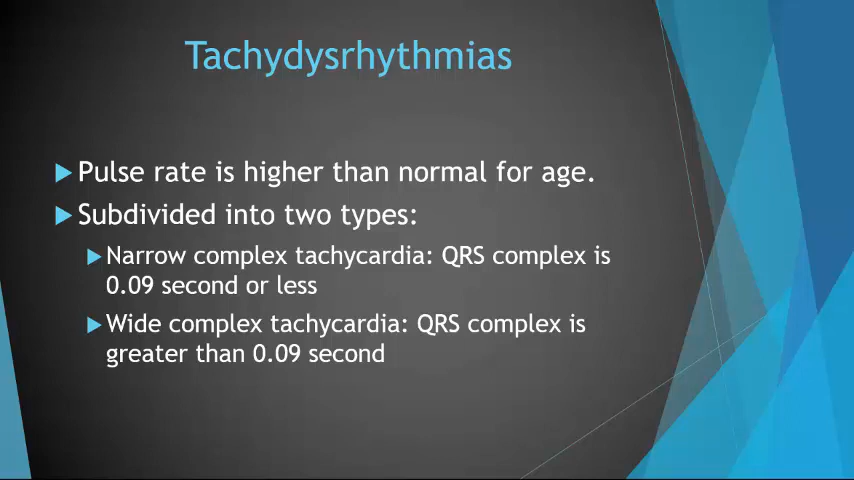 Tachydysrhythmias
Pulse rate is higher than normal for age.
Subdivided into two types:
Narrow complex tachycardia: QRS complex is
0.09 second or less
Wide complex tachycardia: QRS complex is
greater than 0.09 second